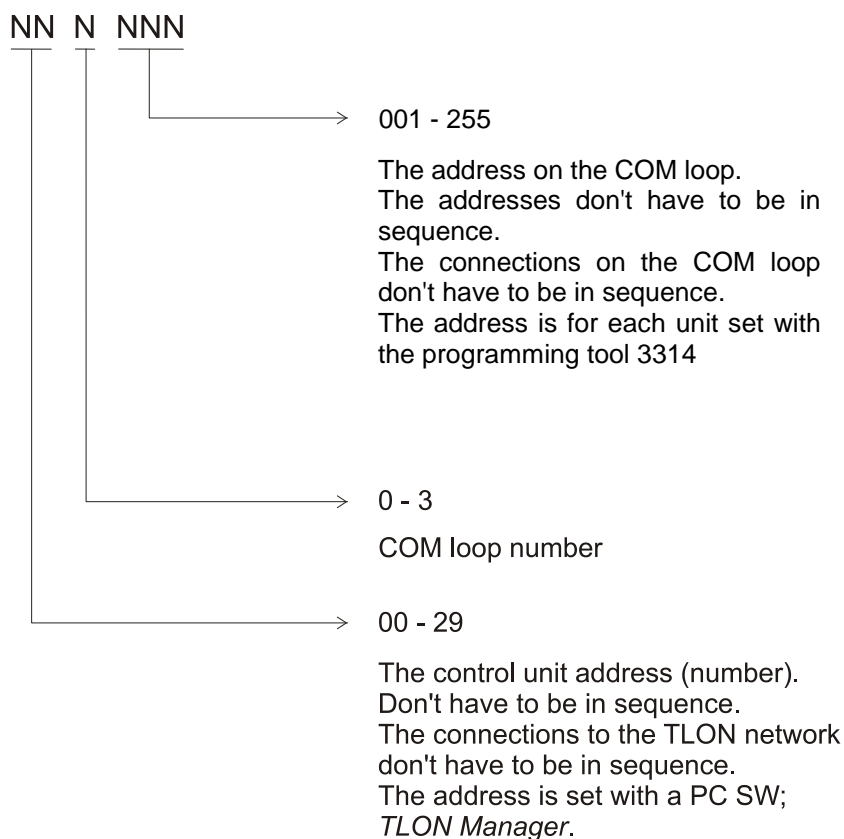 NN N NNN
001 - 255
The address on the COM loop.
The addresses don't have to be in
sequence.
The connections on the COM loop
don't have to be in sequence.
The address is for each unit set with
the programming tool 3314
0 - 3
COM loop number
00 - 29
The control unit address (number).
Don't have to be in sequence.
The connections to the TLON network
don't have to be in sequence.
The address is set with a PC SW;
TLON Manager.